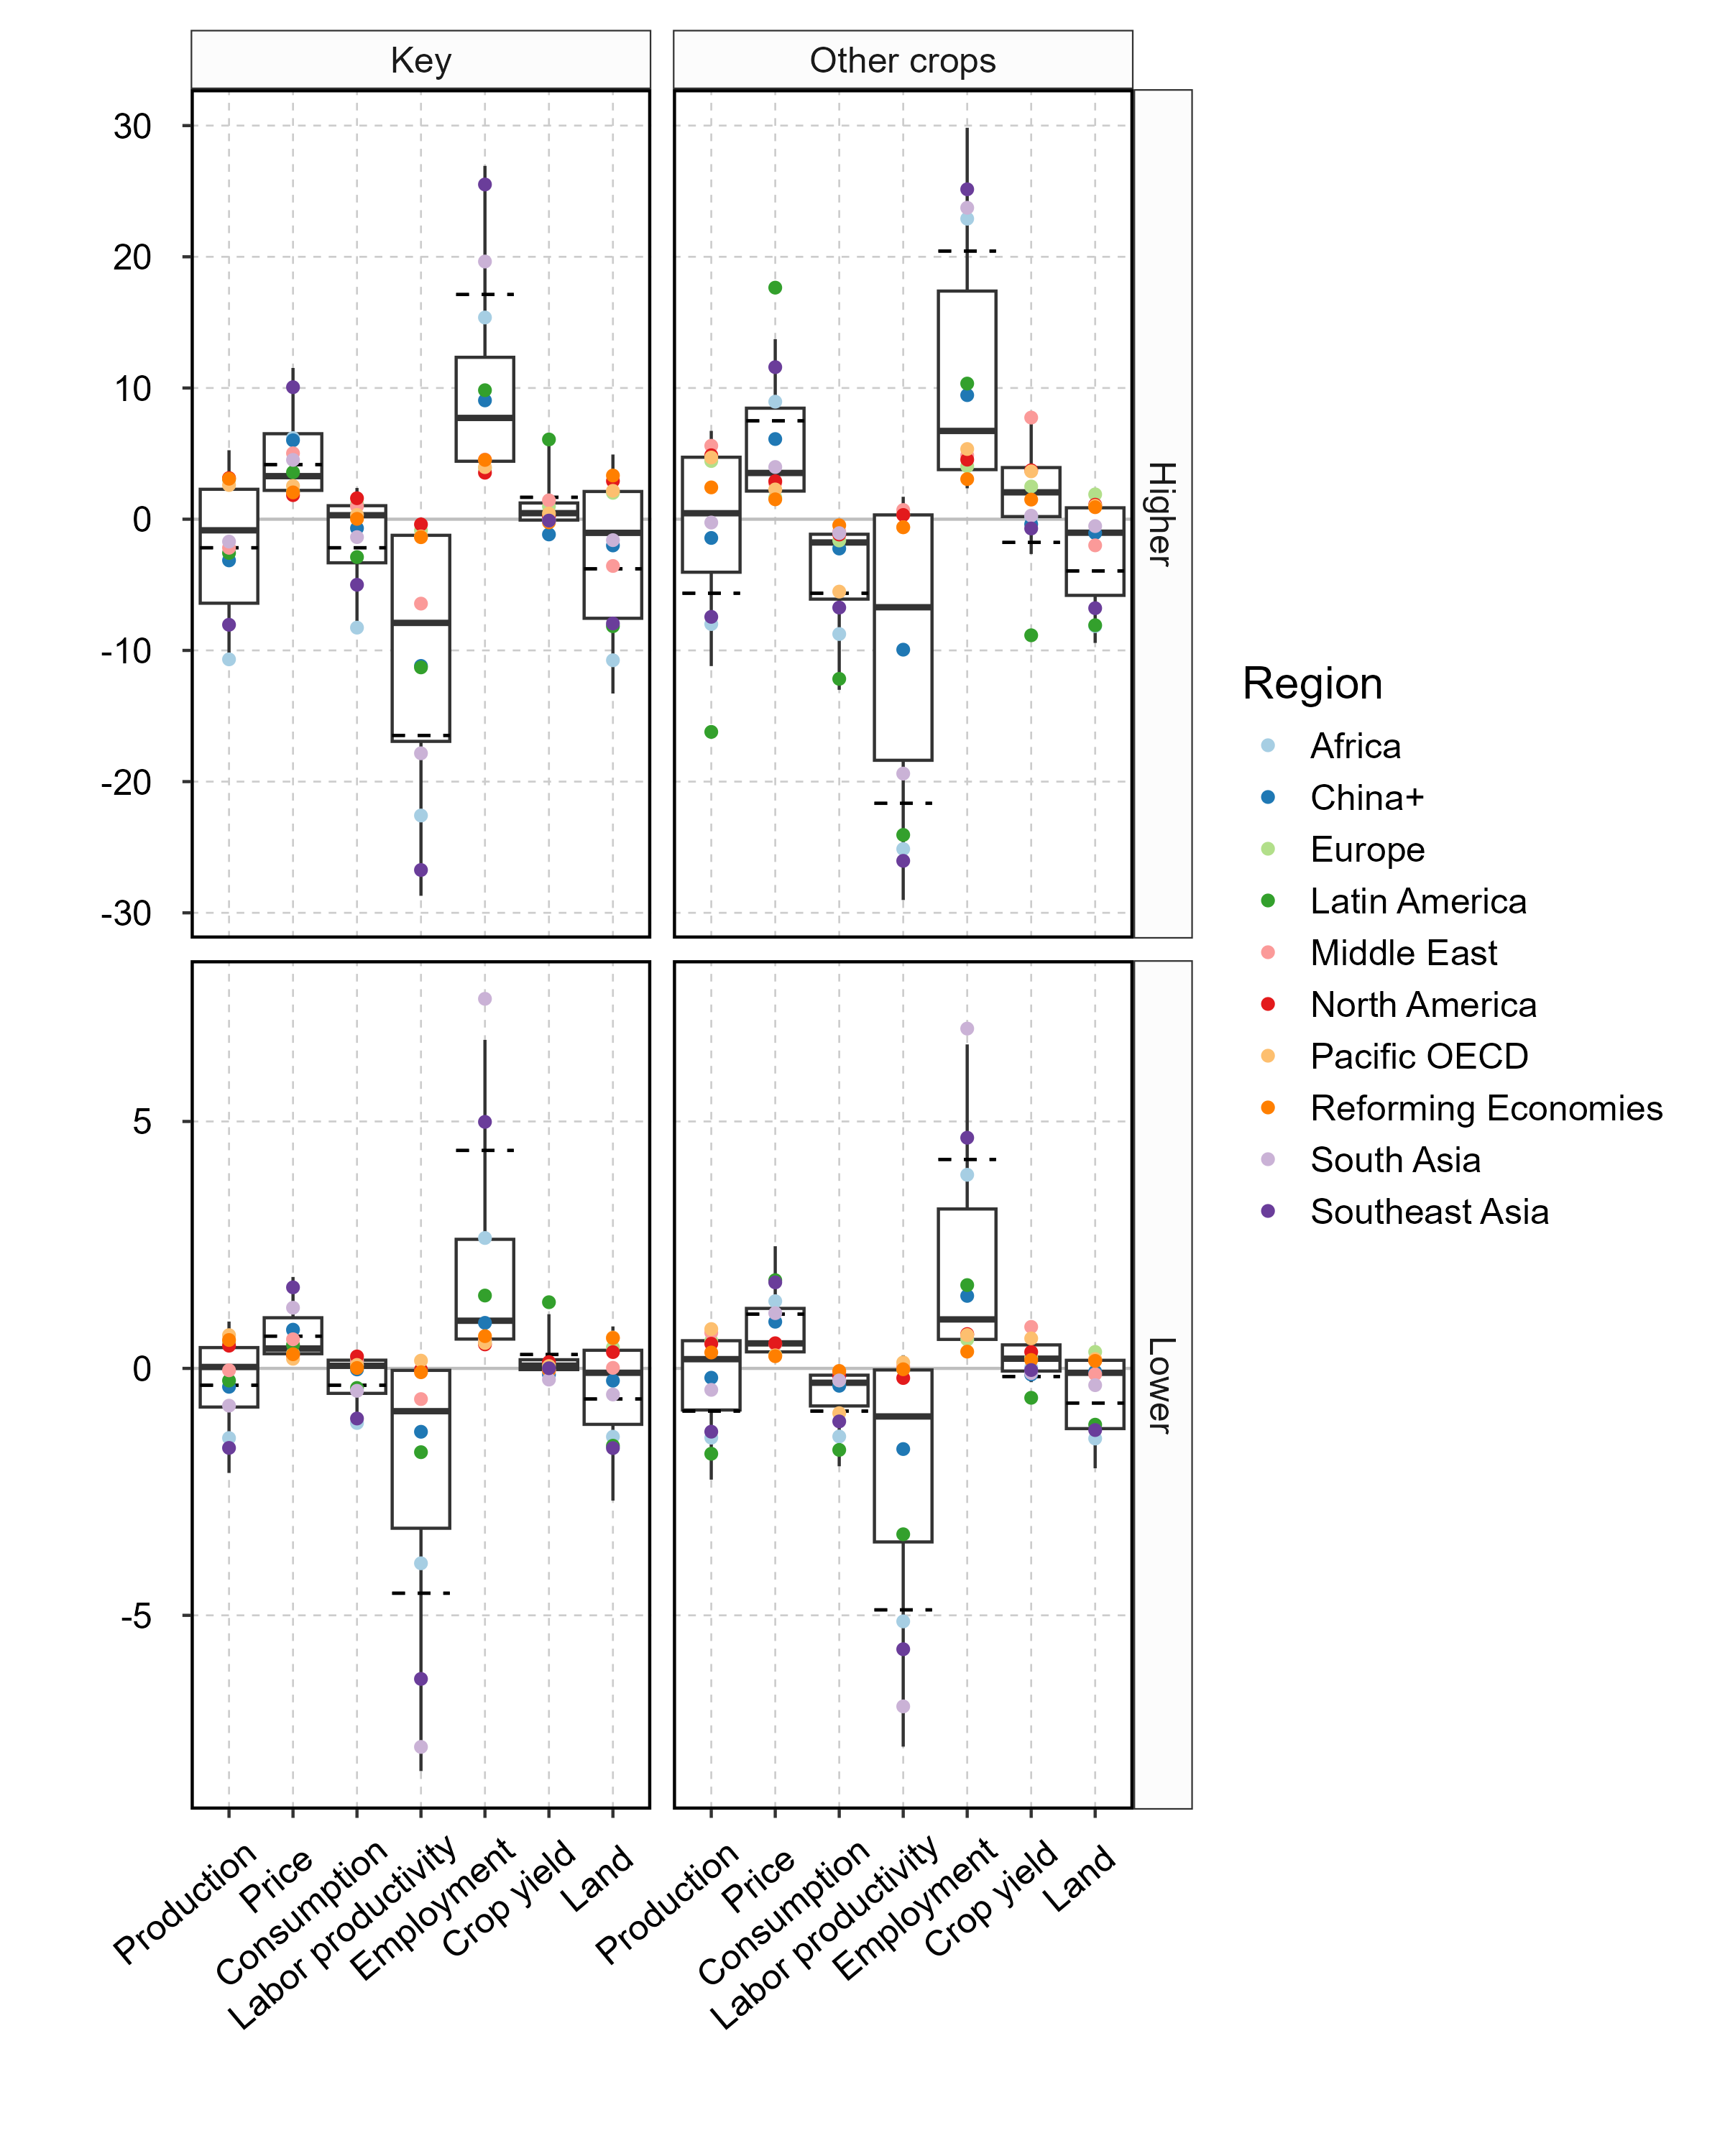 Key
Other crops
30
20
10
0
-10
-20
-30
Higher
5
0
-5
Lower
Production
Price
Consumption
Labor productivity
Employment
Crop yield
Land
Production
Price
Consumption
Labor productivity
Employment
Crop yield
Land
Region
Africa
China+
Europe
Latin America
Middle East
North America
Pacific OECD
Reforming Economies
South Asia
Southeast Asia